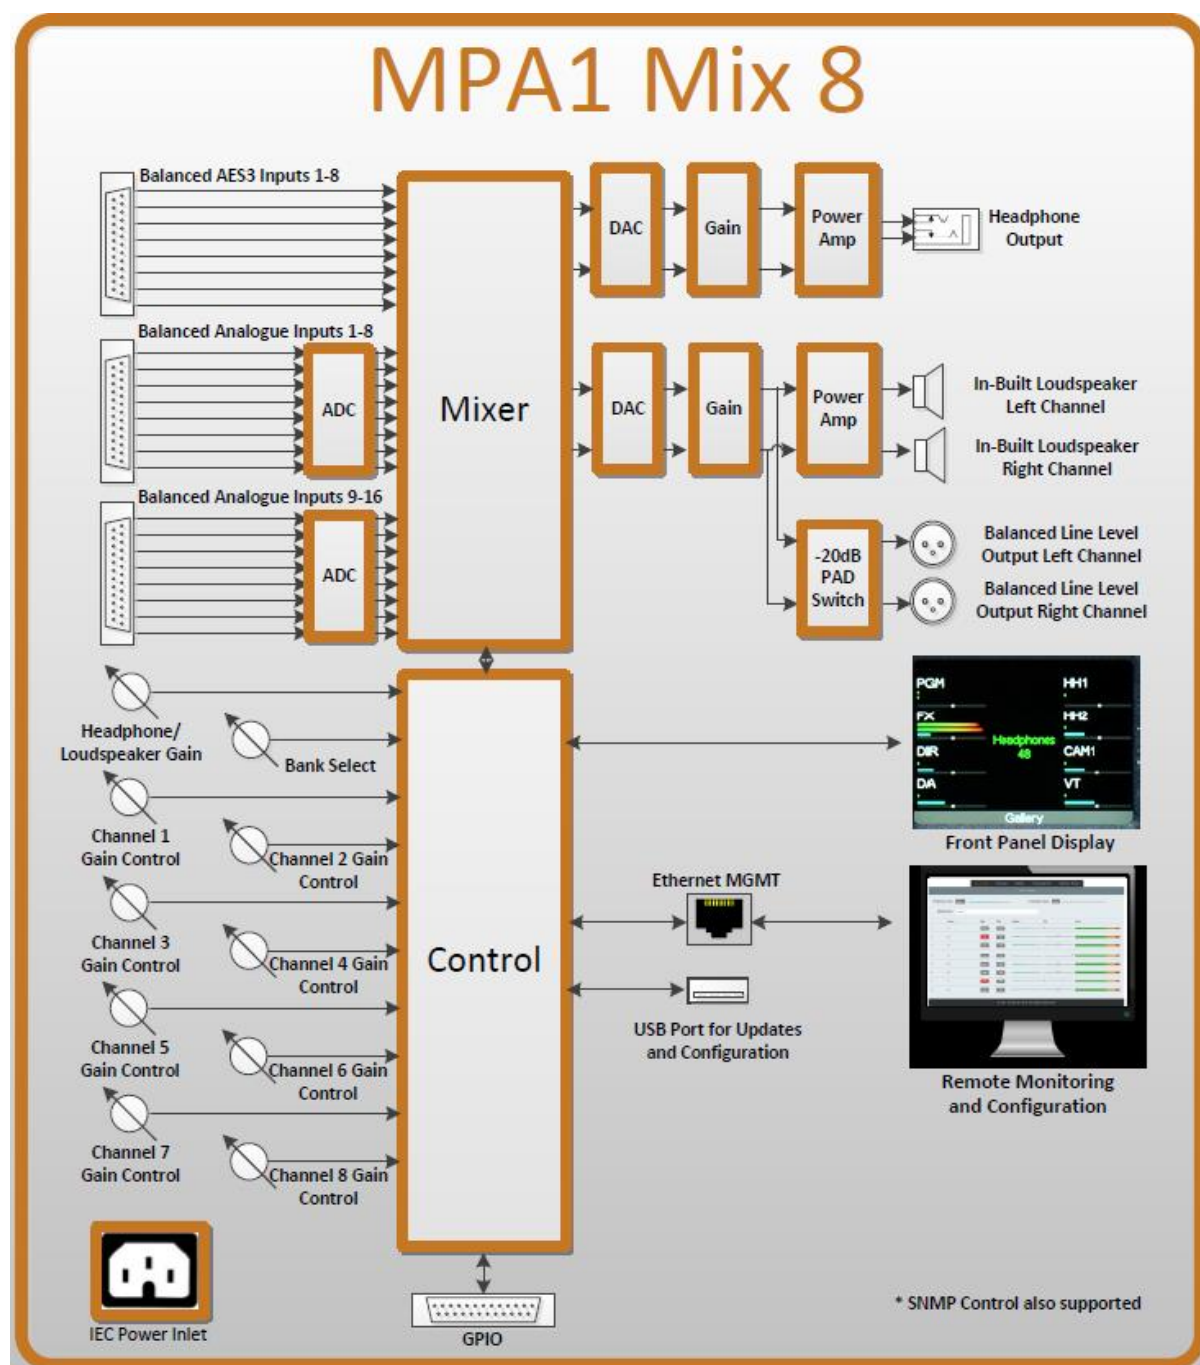 MPA1 Mix 8
Balanced AES3 Inputs 1-8
Balanced Analogue Inputs 1-8
ADC
Balanced Analogue Inputs 9-16
ADC
Mixer
DAC
Gain
Power
Amp
Headphone
Output
DAC
Gain
Power
Amp
In-Built Loudspeaker
Left Channel
In-Built Loudspeaker
Right Channel
-20dB
PAD
Switch
Balanced Line Level
Output Left Channel
Balanced Line Level
Output Right Channel
Headphone/
Loudspeaker Gain
Bank Select
Channel 1
Gain Control
Channel 2 Gain
Control
Channel 3
Gain Control
Channel 4 Gain
Control
Channel 5
Gain Control
Channel 6 Gain
Control
Channel 7
Gain Control
Channel 8 Gain
Control
Control
PGM
HH1
FX
HH2
Headphones
48
DIR
CAM1
D/A
VT
Gallery
Front Panel Display
Ethernet MGMT
USB Port for Updates
and Configuration
Remote Monitoring
and Configuration
IEC Power Inlet
GPIO
* SNMP Control also supported